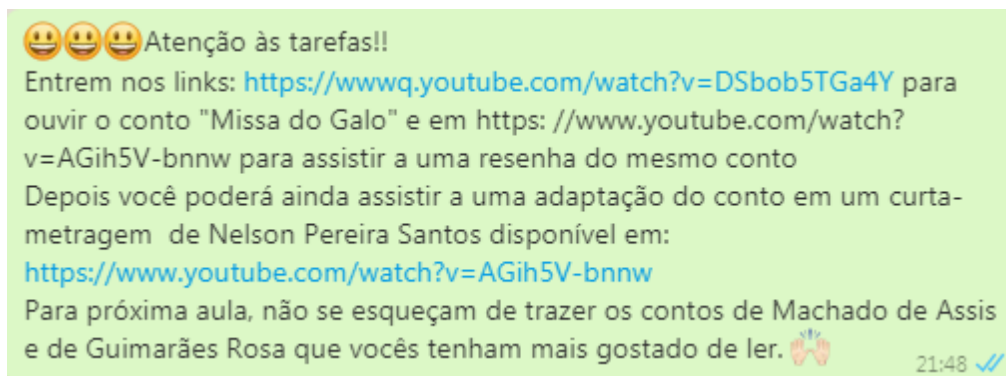 😃😃😃Atenção às tarefas!!
Entrem nos links: https://wwwq.youtube.com/watch?v=DSbob5TGa4Y para
ouvir o conto "Missa do Galo" e em https: //www.youtube.com/watch?
v=AGih5V-bnnw para assistir a uma resenha do mesmo conto
Depois você poderá ainda assistir a uma adaptação do conto em um curta-
metragem  de Nelson Pereira Santos disponível em:
https://www.youtube.com/watch?v=AGih5V-bnnw
Para próxima aula, não se esqueçam de trazer os contos de Machado de Assis
e de Guimarães Rosa que vocês tenham mais gostado de ler. 🙌🏻
21:48